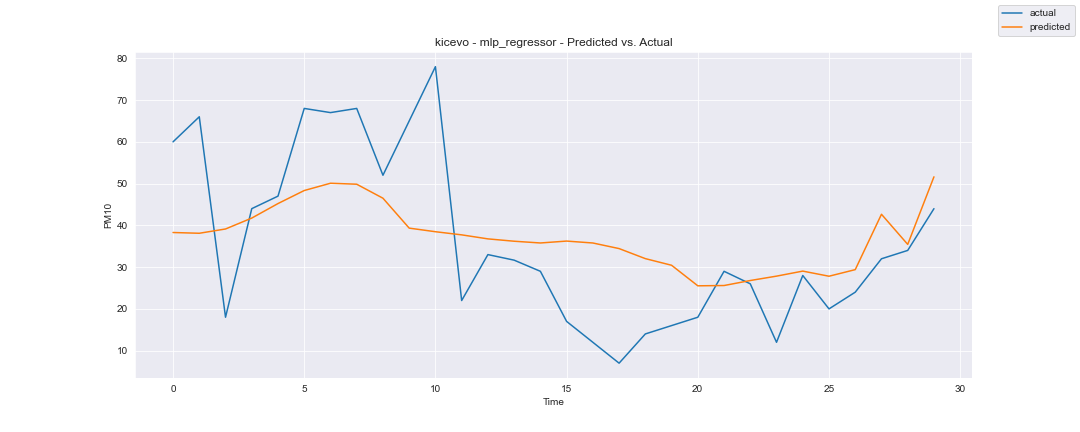 actual
predicted
kicevo - mlp_regressor - Predicted vs. Actual
80
70
60
50
40
30
20
10
PM10
0 5 10 15 20 25 30
Time